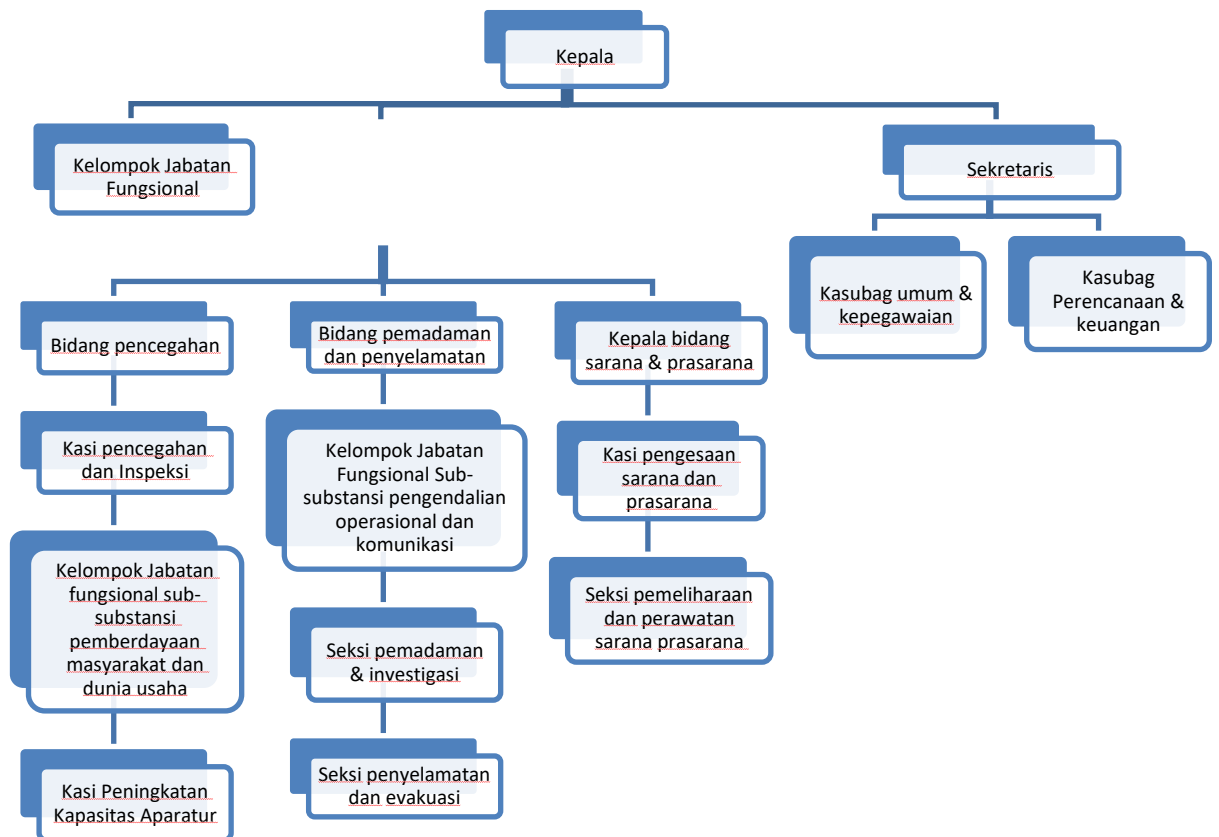 Kepala
Kelompok Jabatan
Fungsional
Sekretaris
Kasubag umum &
kepegawaian
Kasubag
Perencanaan &
keuangan
Bidang pencegahan
Bidang pemadaman
dan penyelamatan
Kepala bidang
sarana & prasarana
Kasi pencegahan
dan Inspeksi
Kelompok Jabatan
Fungsional Sub-
substansi pengendalian
operasional dan
komunikasi
Kasi pengesaan
sarana dan
prasarana
Kelompok Jabatan
fungsional sub-
substansi
pemberdayaan
masyarakat dan
dunia usaha
Seksi pemadaman
& investigasi
Seksi pemeliharaan
dan perawatan
sarana prasarana
Kasi Peningkatan
Kapasitas Aparatur
Seksi penyelamatan
dan evakuasi